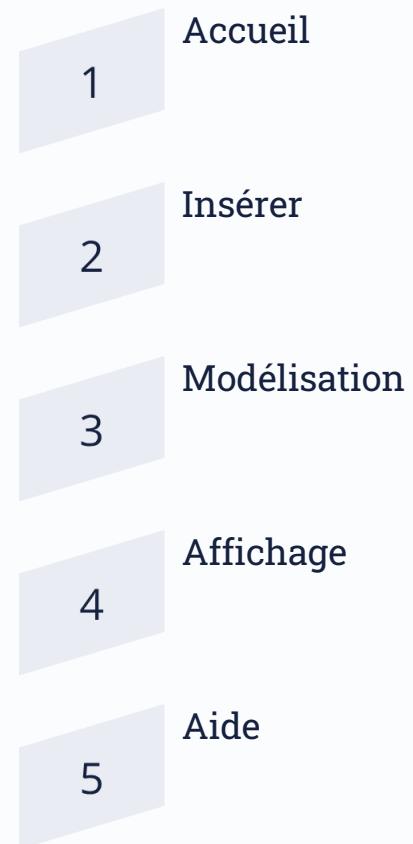 1 Accueil
2 Insérer
3 Modélisation
4 Affichage
5 Aide